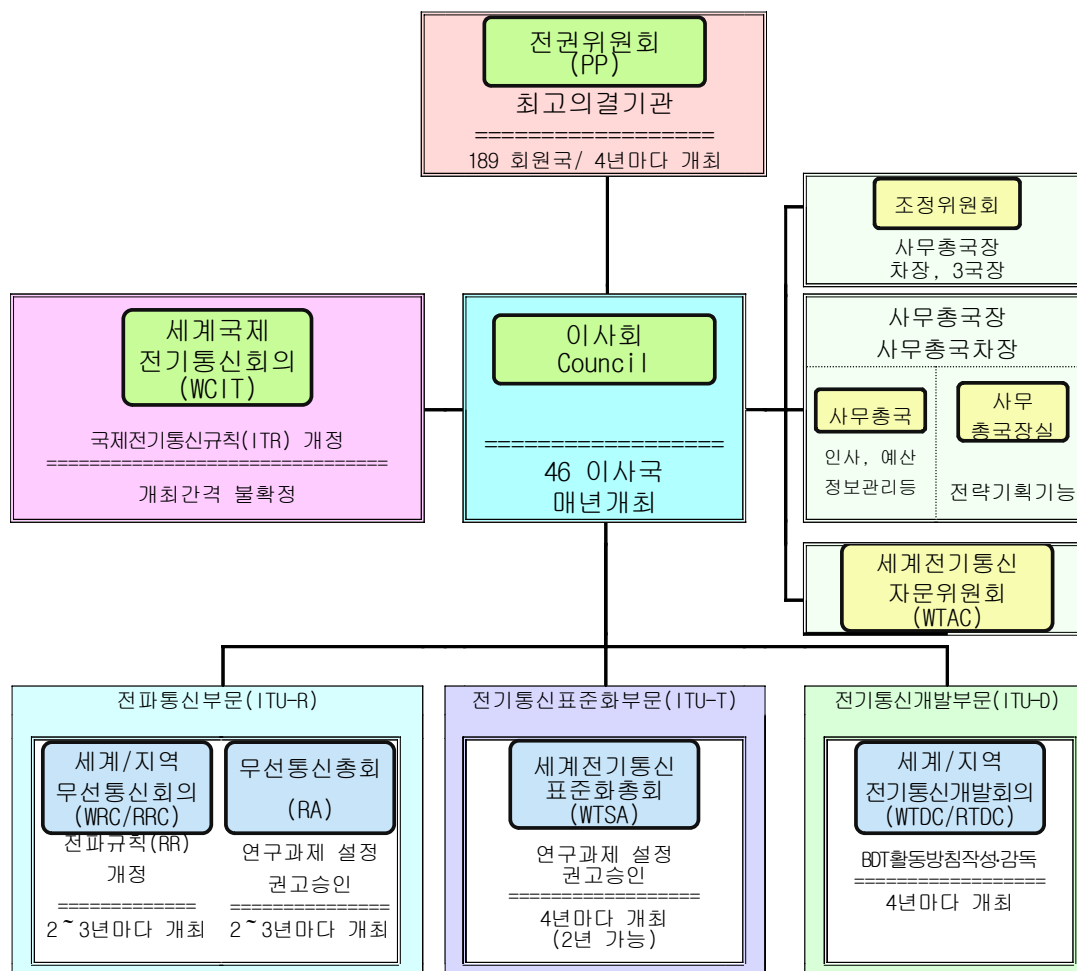 전권위원회
(PP)
최고의결기관
===================
189 회원국/ 4년마다 개최
조정위원회
사무총국장
차장, 3국장
세계국제
전기통신회의
(WCIT)
국제전기통신규칙(ITR) 개정
================================
개최간격 불확정
이사회
Council
===================
46 이사국
매년개최
사무총국장
사무총국차장
사무총국
인사, 예산
정보관리등
사무
총국장실
전략기획기능
세계전기통신
자문위원회
(WTAC)
전파통신부문(ITU-R)
세계/지역
무선통신회의
(WRC/RRC)
전파규칙(RR)
개정
=============
2~3년마다 개최
무선통신총회
(RA)
연구과제 설정
권고승인
===============
2~3년마다 개최
전기통신표준화부문(ITU-T)
세계전기통신
표준화총회
(WTSA)
연구과제 설정
권고승인
==================
4년마다 개최
(2년 가능)
전기통신개발부문(ITU-D)
세계/지역
전기통신개발회의
(WTDC/RTDC)
BDT활동방침작성·감독
==================
4년마다 개최